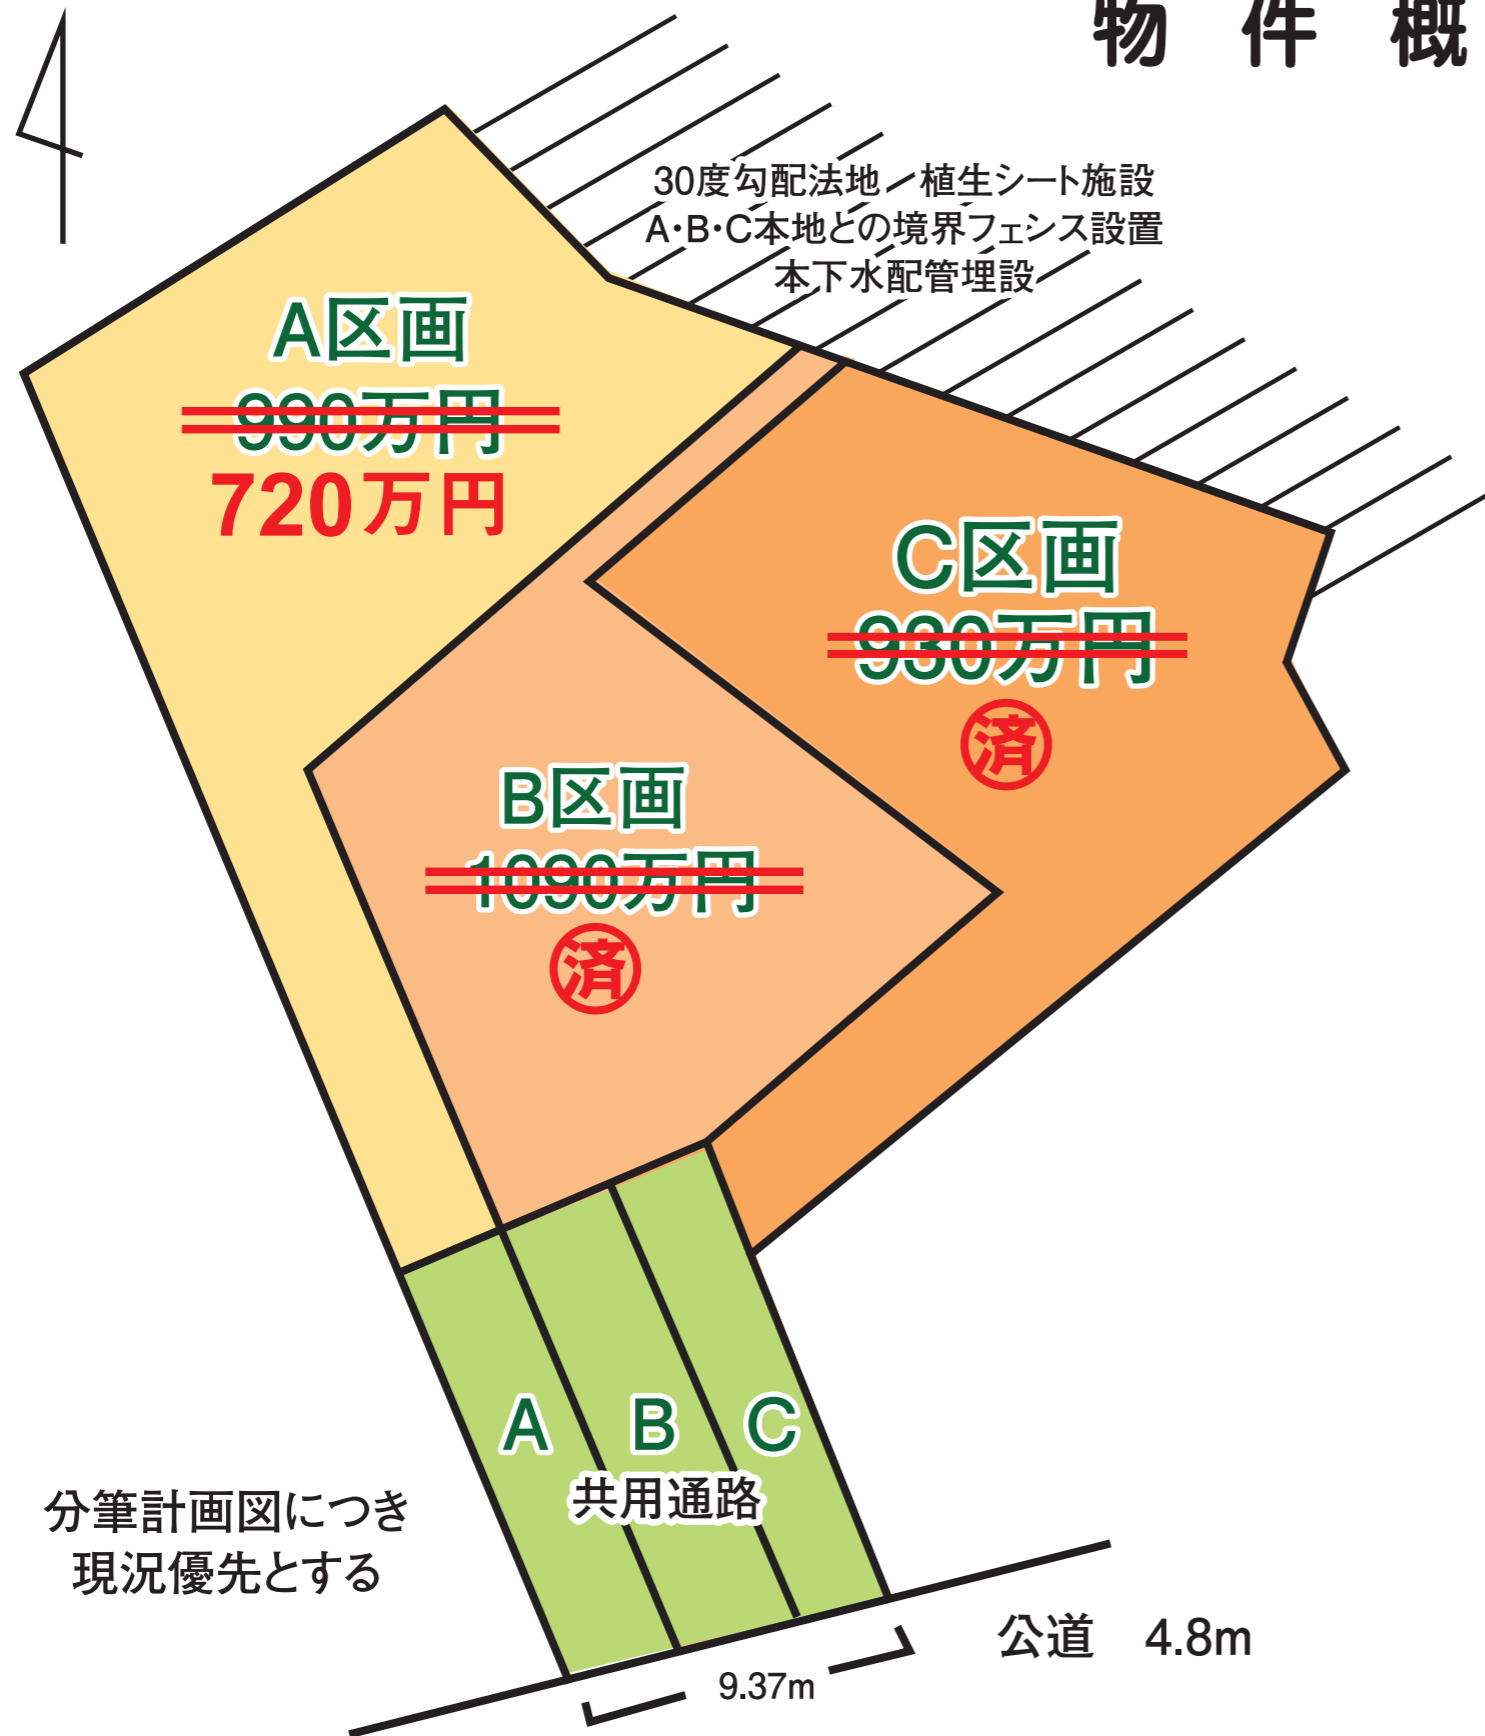 物件概
30度勾配法地 植生シート施設
A・B・C本地との境界フェンス設置
本下水配管埋設
A区画
990万円
720万円
C区画
930万円
済
B区画
1090万円
済
A B C
共用通路
分筆計画図につき
現況優先とする
公道 4.8m
9.37m